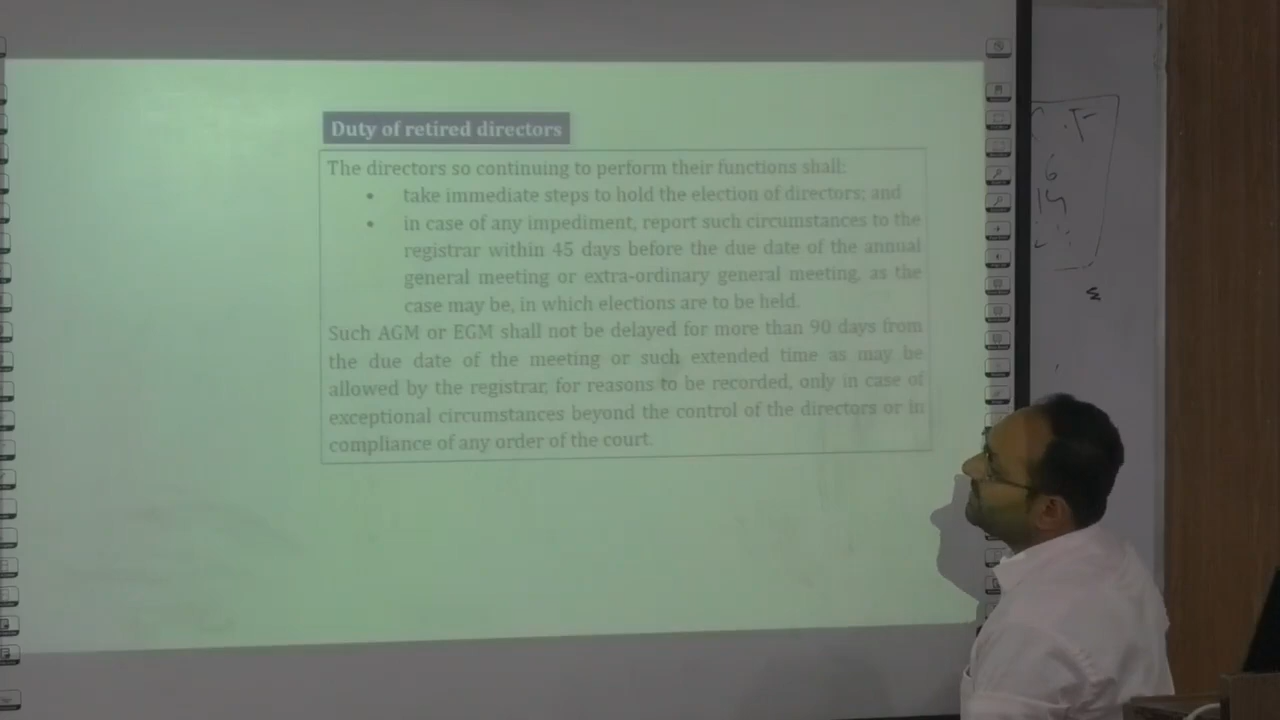 Duty of retired directors
The directors so continuing to perform their functions shall:
• take immediate steps to hold the election of directors; and
• in case of any impediment, report such circumstances to the
registrar within 45 days before the due date of the annual
general meeting or extra-ordinary general meeting, as the
case may be, in which elections are to be held.
Such AGM or EGM shall not be delayed for more than 90 days from
the due date of the meeting or such extended time as may be
allowed by the registrar, for reasons to be recorded, only in case of
exceptional circumstances beyond the control of the directors or in
compliance of any order of the court.
6